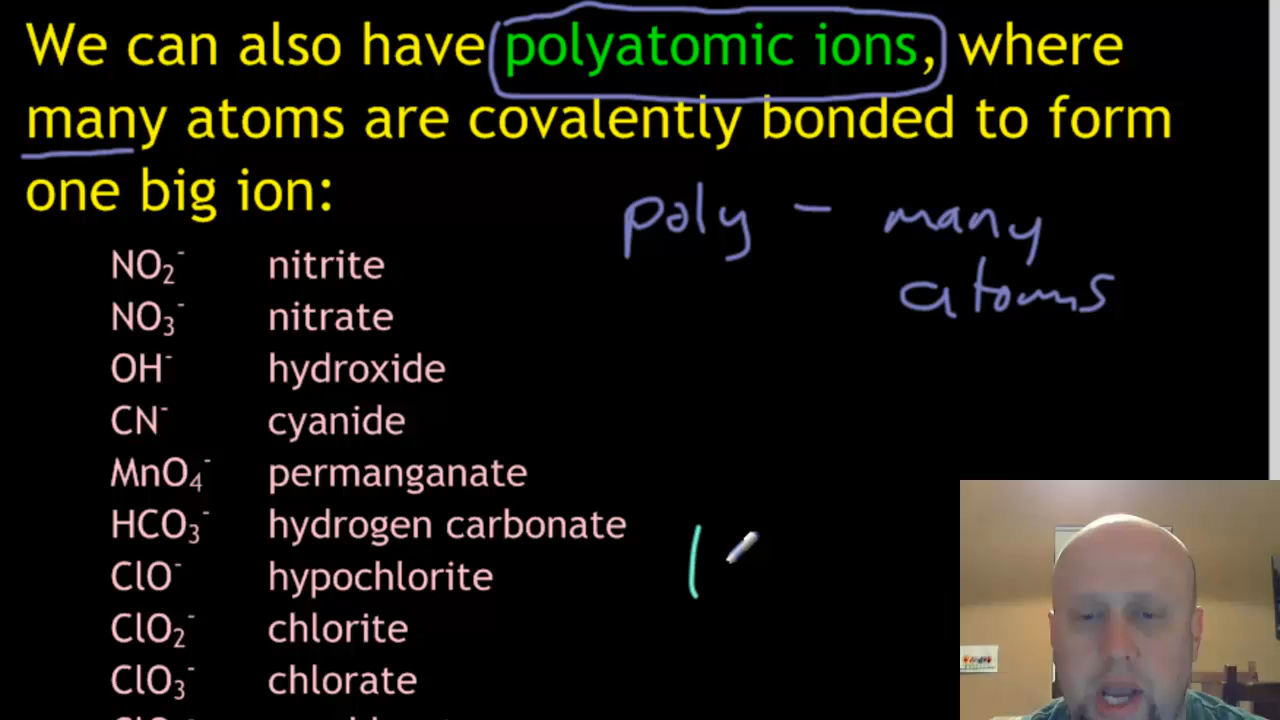 We can also have polyatomic ions, where
many atoms are covalently bonded to form
one big ion:
poly - many
atoms
NO₂⁻ nitrite
NO₃⁻ nitrate
OH⁻ hydroxide
CN⁻ cyanide
MnO₄⁻ permanganate
HCO₃⁻ hydrogen carbonate
ClO⁻ hypochlorite
ClO₂⁻ chlorite
ClO₃⁻ chlorate